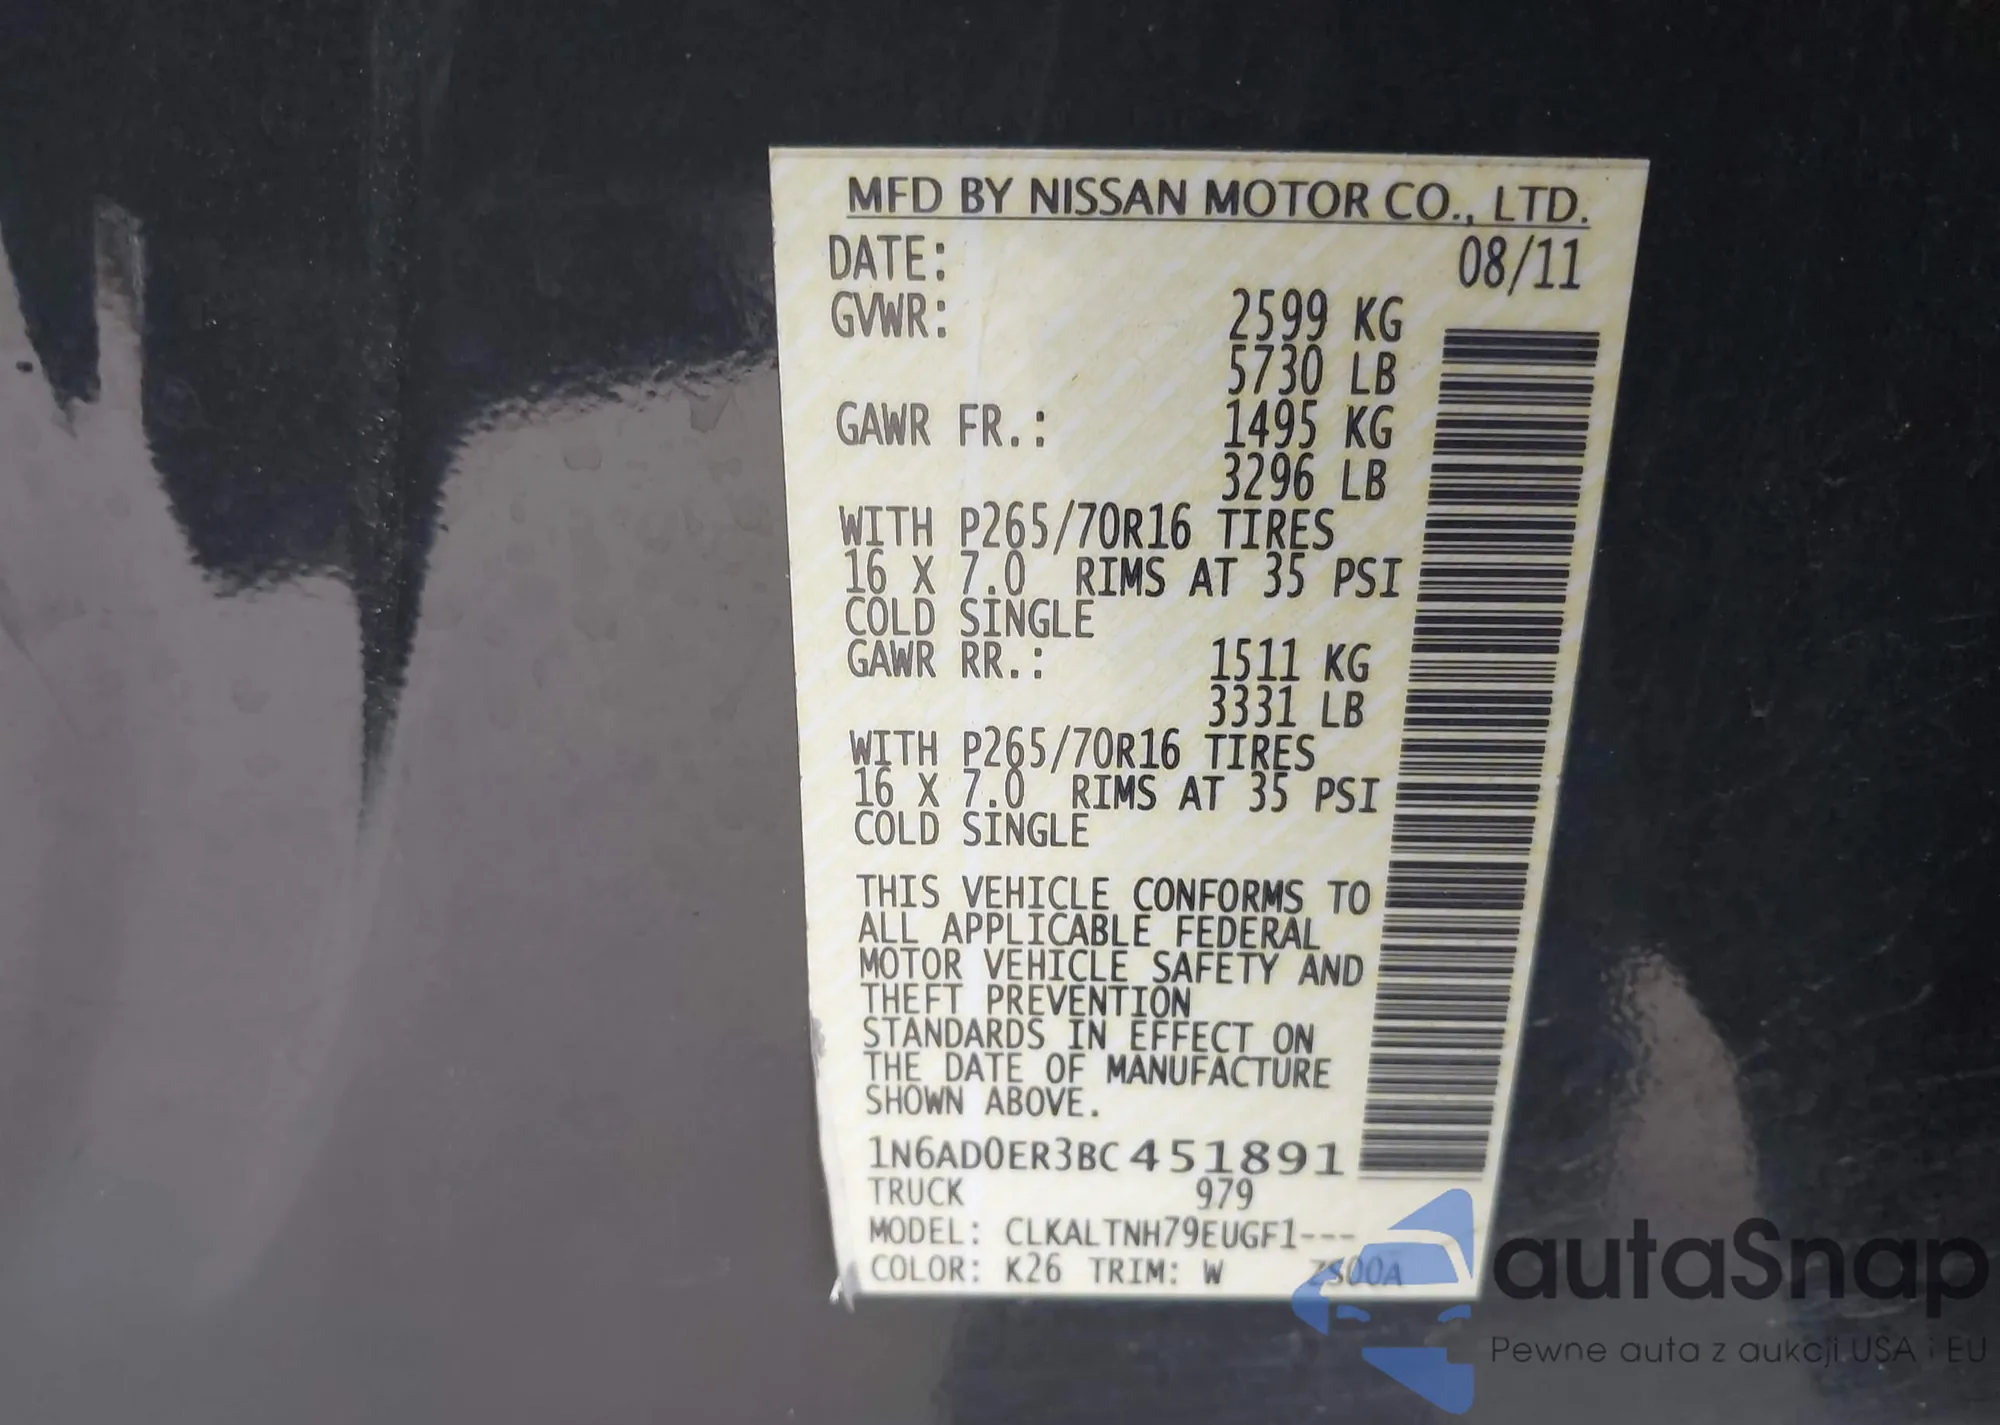 MFD BY NISSAN MOTOR CO., LTD.
DATE: 08/11
GVWR: 2599 KG
5730 LB
GAWR FR.: 1495 KG
3296 LB
WITH P265/70R16 TIRES
16 X 7.0 RIMS AT 35 PSI
COLD SINGLE
GAWR RR.: 1511 KG
3331 LB
WITH P265/70R16 TIRES
16 X 7.0 RIMS AT 35 PSI
COLD SINGLE
THIS VEHICLE CONFORMS TO
ALL APPLICABLE FEDERAL
MOTOR VEHICLE SAFETY AND
THEFT PREVENTION
STANDARDS IN EFFECT ON
THE DATE OF MANUFACTURE
SHOWN ABOVE.
1N6AD0ER3BC451891
TRUCK 979
MODEL: CLKALTNH79EUGF1---
COLOR: K26 TRIM: W ZS00A
autaSnap
Pewne auta z aukcji USA i EU